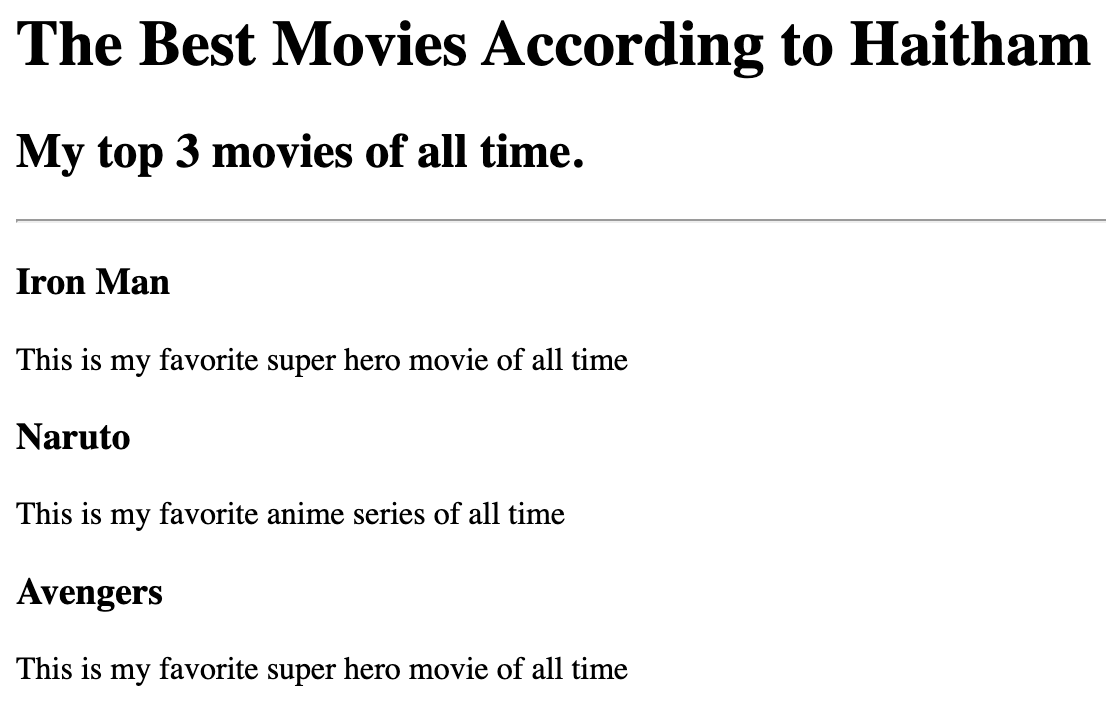 The Best Movies According to Haitham
My top 3 movies of all time.
Iron Man
This is my favorite super hero movie of all time
Naruto
This is my favorite anime series of all time
Avengers
This is my favorite super hero movie of all time